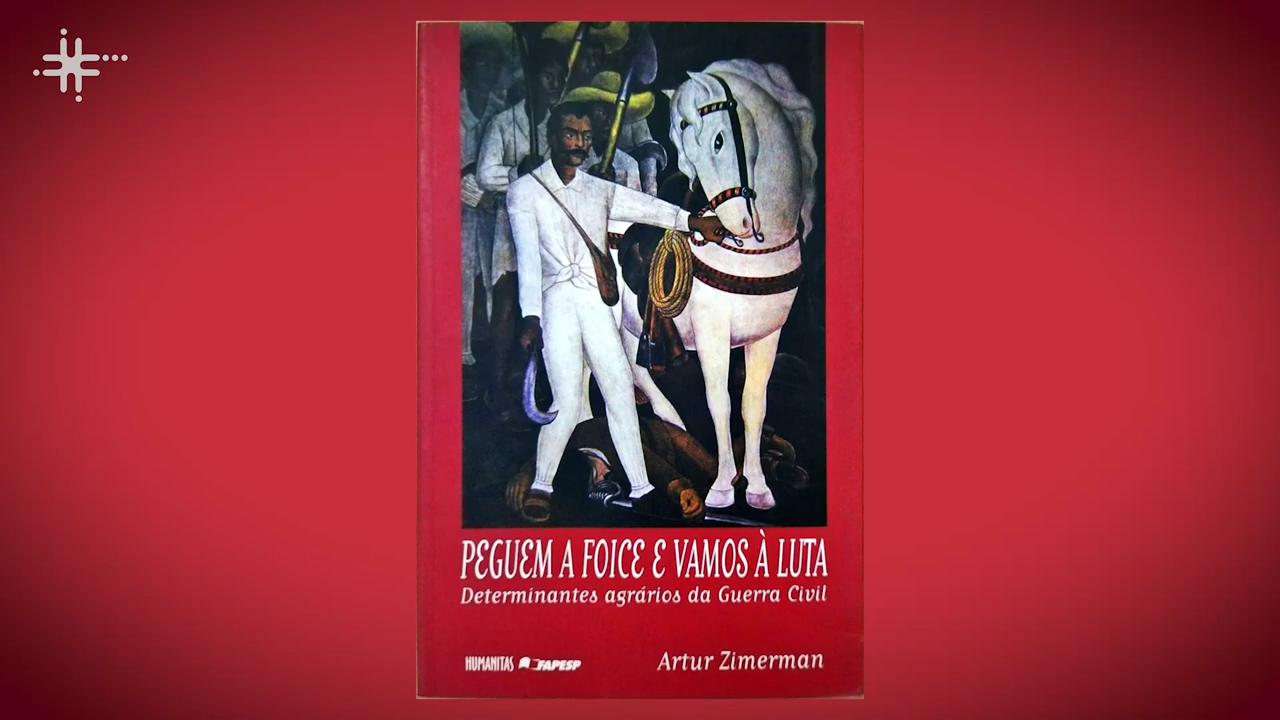 PEGUEM A FOICE E VAMOS À LUTA
Determinantes agrários da Guerra Civil
HUMANITAS FAPESP
Artur Zimerman